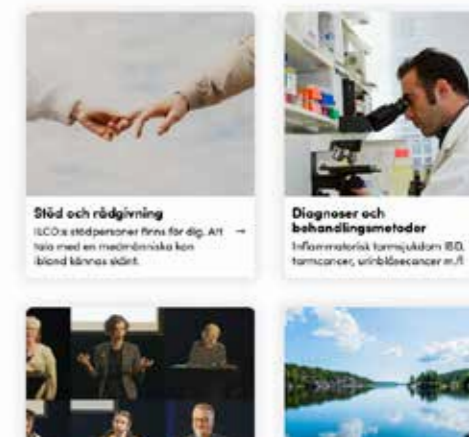 Stöd och rådgivning
ILCO:s stödpersoner finns för dig. Att
tala med en medmänniska kan
ibland kännas skönt.
→
Diagnoser och
behandlingsmetoder
Inflammatorisk tarmsjukdom IBD,
tarmcancer, urinblåsecancer m.fl